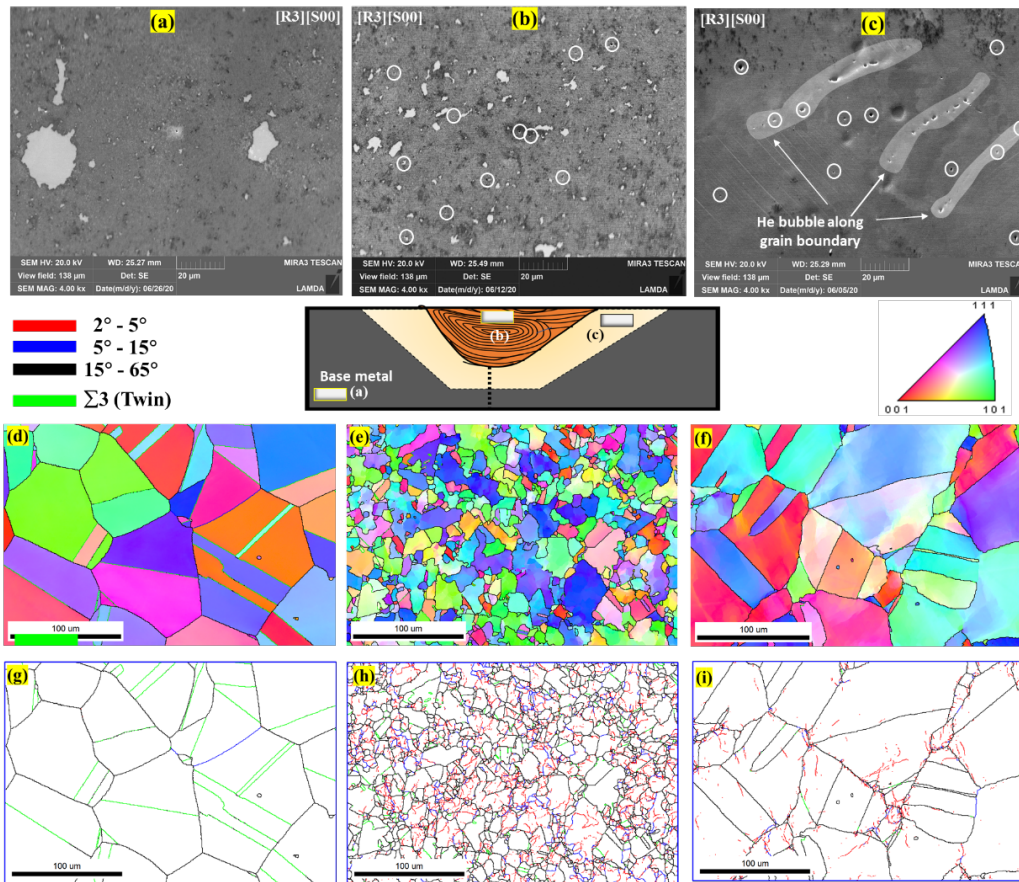 (a)
[R3][S00]
SEM HV: 20.0 kV
WD: 25.27 mm
MIRA3 TESCAN
View field: 138 µm
Det: SE
20 µm
SEM MAG: 4.00 kx
Date(m/d/y): 06/26/20
LAMDA
[R3][S00]
(b)
SEM HV: 20.0 kV
WD: 25.49 mm
MIRA3 TESCAN
View field: 138 µm
Det: SE
20 µm
SEM MAG: 4.00 kx
Date(m/d/y): 06/12/20
LAMDA
[R3][S00]
(c)
He bubble along
grain boundary
SEM HV: 20.0 kV
WD: 25.29 mm
MIRA3 TESCAN
View field: 138 µm
Det: SE
20 µm
SEM MAG: 4.00 kx
Date(m/d/y): 06/05/20
LAMDA
2° - 5°
5° - 15°
15° - 65°
∑3 (Twin)
Base metal
(a)
(b)
(c)
111
001
101
(d)
100 um
(e)
100 um
(f)
100 um
(g)
100 um
(h)
100 um
(i)
100 um